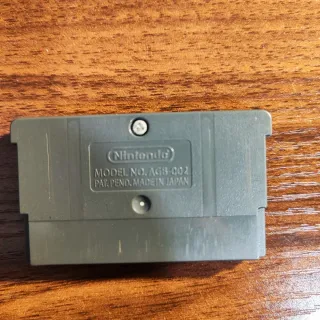 Nintendo
MODEL NO. AGB-002
PAT. PEND. MADE IN JAPAN